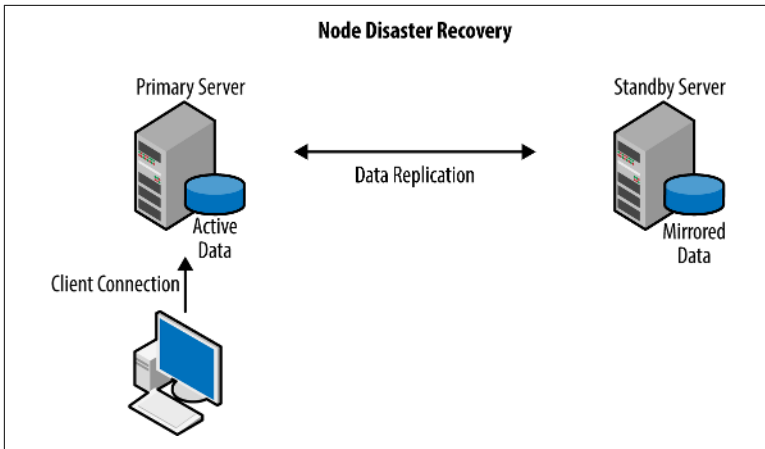 Node Disaster Recovery
Primary Server
Standby Server
Data Replication
Active
Data
Mirrored
Data
Client Connection